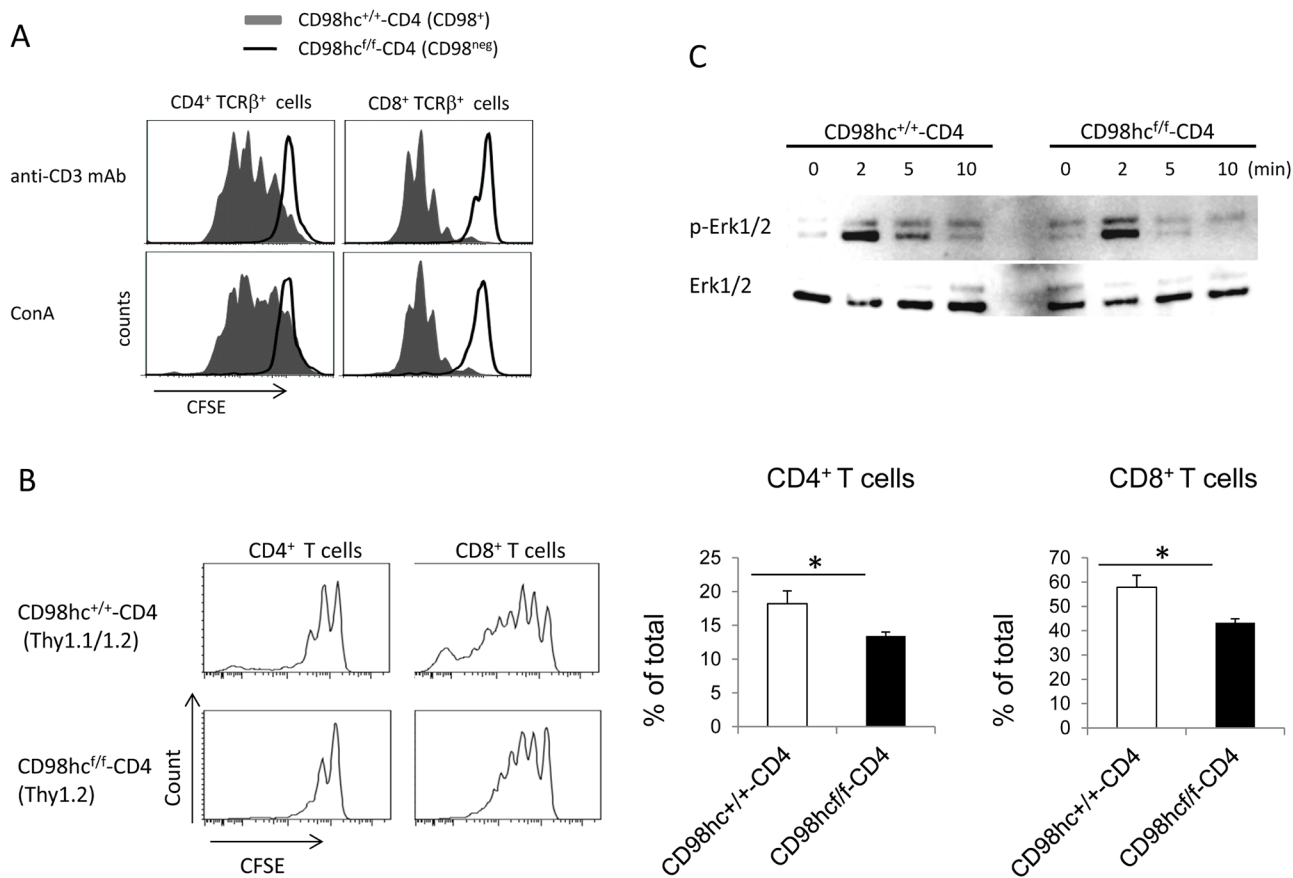 A
CD98hc+/+-CD4 (CD98+)
CD98hcf/f-CD4 (CD98neg)
CD4+ TCRβ+ cells
CD8+ TCRβ+ cells
anti-CD3 mAb
ConA
counts
CFSE
C
CD98hc+/+-CD4
CD98hcf/f-CD4
0 2 5 10 0 2 5 10 (min)
p-Erk1/2
Erk1/2
B
CD4+ T cells
CD8+ T cells
CD98hc+/+-CD4
(Thy1.1/1.2)
CD98hcf/f-CD4
(Thy1.2)
Count
CFSE
CD4+ T cells
% of total
25
20
15
10
5
0
*
CD98hc+/+-CD4
CD98hcf/f-CD4
CD8+ T cells
% of total
70
60
50
40
30
20
10
0
*
CD98hc+/+-CD4
CD98hcf/f-CD4